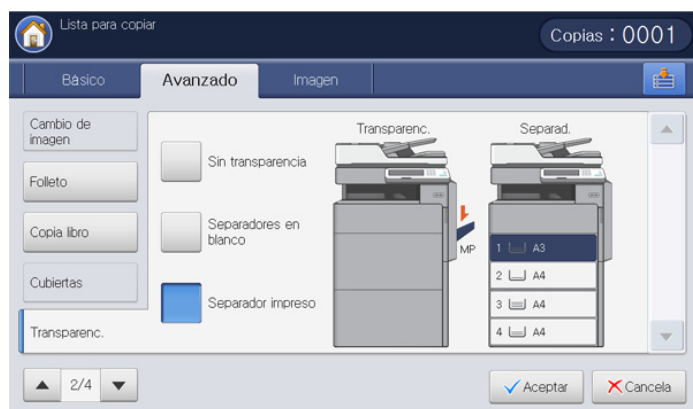 Lista para copiar
Copias : 0001
Básico
Avanzado
Imagen
Cambio de
imagen
Folleto
Copia libro
Cubiertas
Transparenc.
2/4
Sin transparencia
Separadores en
blanco
Separador impreso
Transparenc.
MP
Separad.
1 A3
2 A4
3 A4
4 A4
Aceptar
Cancela